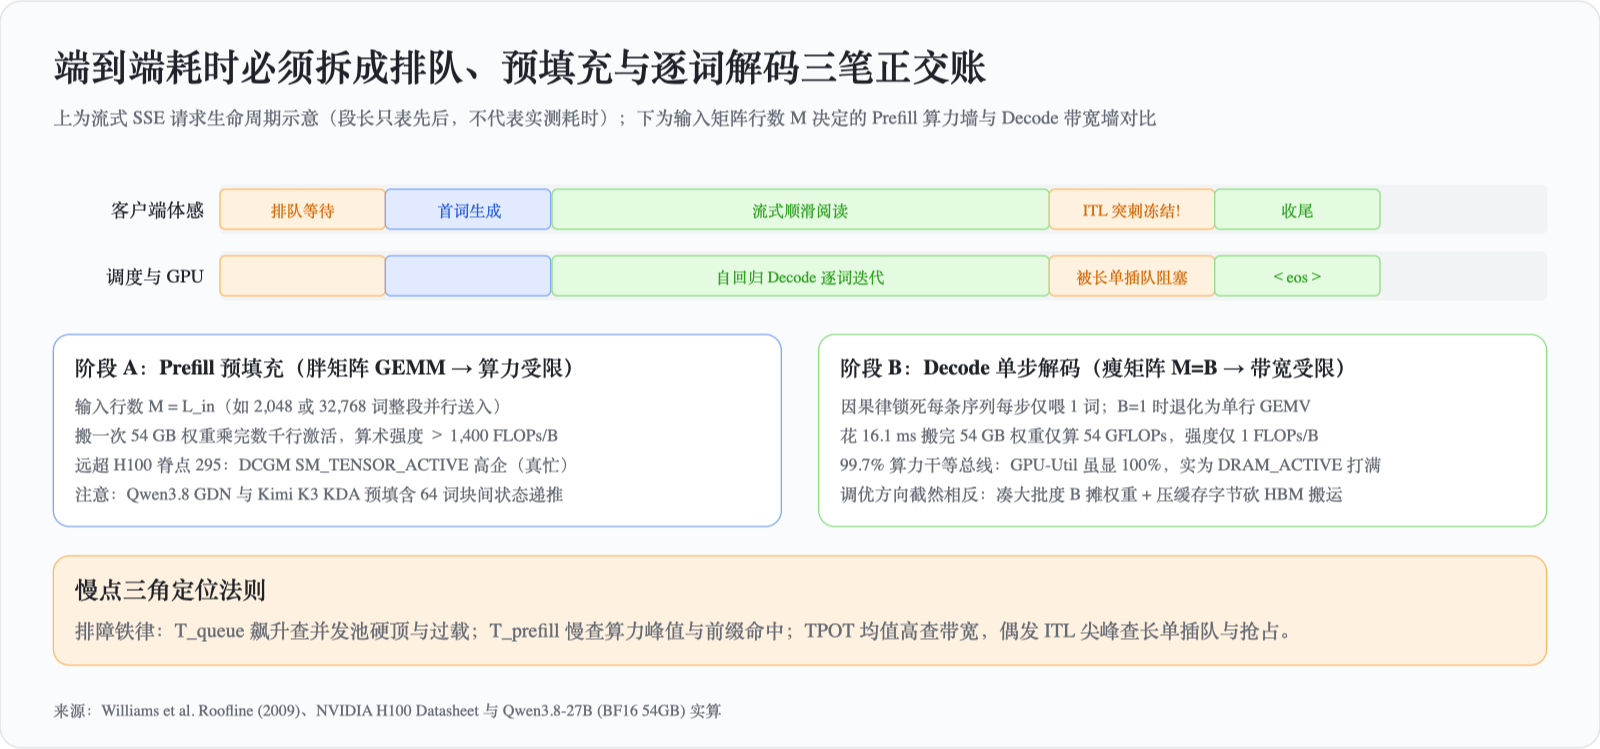 端到端耗时必须拆成排队、预填充与逐词解码三笔正交账
上为流式 SSE 请求生命周期示意（段长只表先后，不代表实测耗时）；下为输入矩阵行数 M 决定的 Prefill 算力墙与 Decode 带宽墙对比
客户端体感 排队等待 首词生成 流式顺滑阅读 ITL 突刺冻结! 收尾
调度与 GPU 自回归 Decode 逐词迭代 被长单插队阻塞 <eos>
阶段 A：Prefill 预填充（胖矩阵 GEMM → 算力受限）
输入行数 M = L_in（如 2,048 或 32,768 词整段并行送入）
搬一次 54 GB 权重乘完数千行激活，算术强度 > 1,400 FLOPs/B
远超 H100 脊点 295：DCGM SM_TENSOR_ACTIVE 高企（真忙）
注意：Qwen3.8 GDN 与 Kimi K3 KDA 预填含 64 词块间状态递推
阶段 B：Decode 单步解码（瘦矩阵 M=B → 带宽受限）
因果律锁死每条序列每步仅喂 1 词；B=1 时退化为单行 GEMV
花 16.1 ms 搬完 54 GB 权重仅算 54 GFLOPs，强度仅 1 FLOPs/B
99.7% 算力干等总线：GPU-Util 虽显 100%，实为 DRAM_ACTIVE 打满
调优方向截然相反：凑大批度 B 摊权重 + 压缓存字节砍 HBM 搬运
慢点三角定位法则
排障铁律：T_queue 飙升查并发池硬顶与过载；T_prefill 慢查算力峰值与前缀命中；TPOT 均值高查带宽，偶发 ITL 尖峰查长单插队与抢占。
来源：Williams et al. Roofline (2009)、NVIDIA H100 Datasheet 与 Qwen3.8-27B (BF16 54GB) 实算